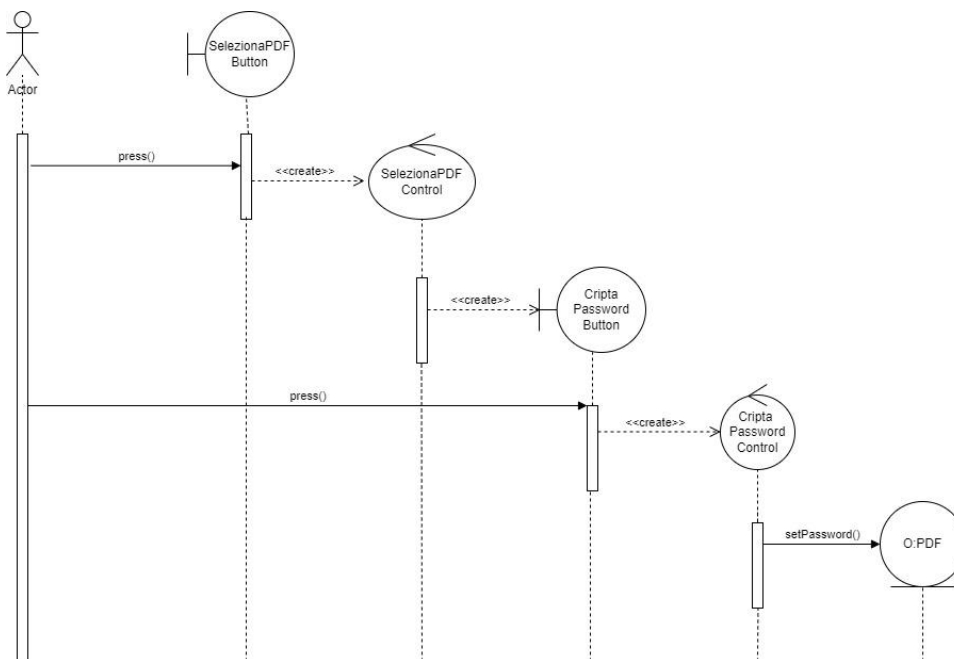 SelezionaPDF
Button
Actor
press()
<<create>>
SelezionaPDF
Control
<<create>>
Cripta
Password
Button
press()
<<create>>
Cripta
Password
Control
setPassword()
O:PDF